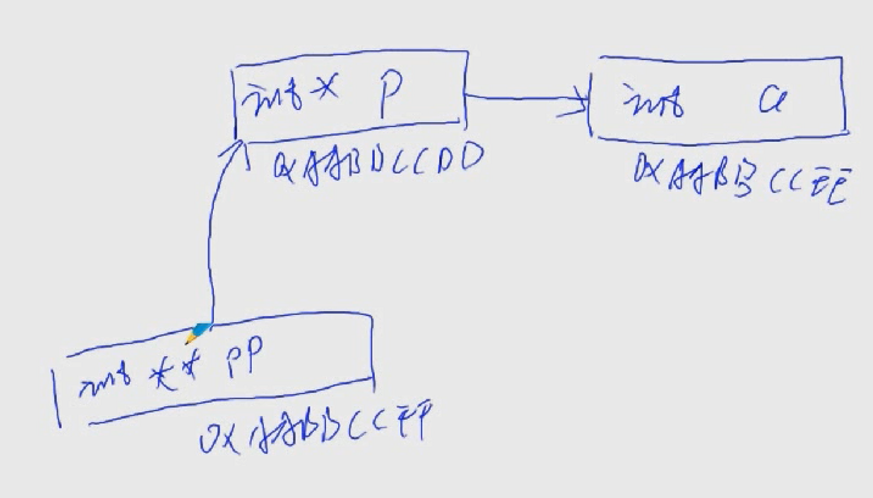 int * p
int a
0XAABBCCDD
0XAABBCCEE
int ** pp
0XAABBCCFF